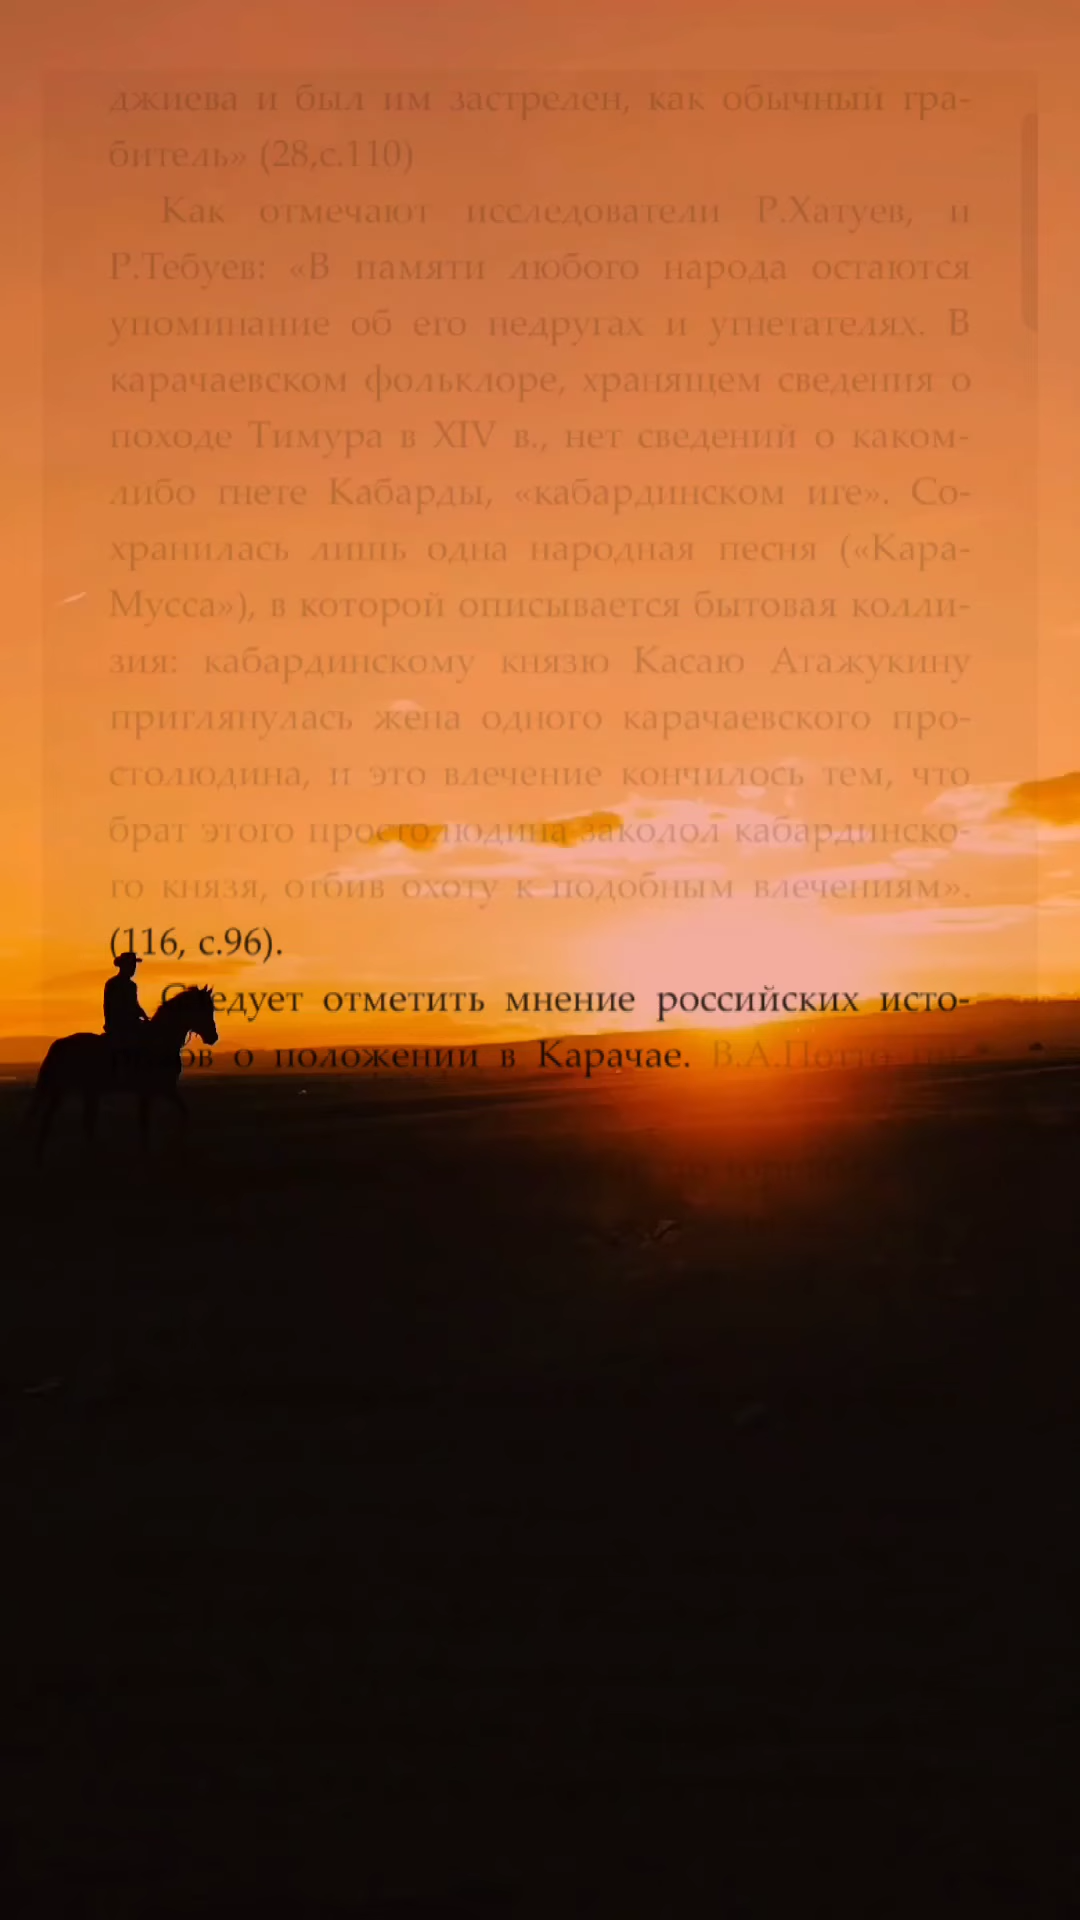 джиева и был им застрелен, как обычный гра-
битель» (28,с.110)
Как отмечают исследователи Р.Хатуев, и
Р.Тебуев: «В памяти любого народа остаются
упоминание об его недругах и угнетателях. В
карачаевском фольклоре, хранящем сведения о
походе Тимура в XIV в., нет сведений о каком-
либо гнете Кабарды, «кабардинском иге». Со-
хранилась лишь одна народная песня («Кара-
Мусса»), в которой описывается бытовая колли-
зия: кабардинскому князю Касаю Атажукину
приглянулась жена одного карачаевского про-
столюдина, и это влечение кончилось тем, что
брат этого простолюдина заколол кабардинско-
го князя, отбив охоту к подобным влечениям».
(116, с.96).
Следует отметить мнение российских исто-
риков о положении в Карачае. В.А.Потто